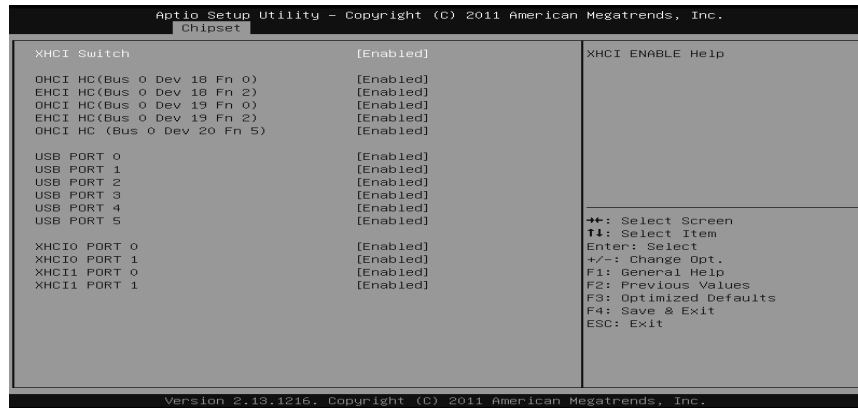 Aptio Setup Utility – Copyright (C) 2011 American Megatrends, Inc.
Chipset
XHCI Switch [Enabled]
OHCI HC(Bus 0 Dev 18 Fn 0) [Enabled]
EHCI HC(Bus 0 Dev 18 Fn 2) [Enabled]
OHCI HC(Bus 0 Dev 19 Fn 0) [Enabled]
EHCI HC(Bus 0 Dev 19 Fn 2) [Enabled]
OHCI HC (Bus 0 Dev 20 Fn 5) [Enabled]
USB PORT 0 [Enabled]
USB PORT 1 [Enabled]
USB PORT 2 [Enabled]
USB PORT 3 [Enabled]
USB PORT 4 [Enabled]
USB PORT 5 [Enabled]
XHCI0 PORT 0 [Enabled]
XHCI0 PORT 1 [Enabled]
XHCI1 PORT 0 [Enabled]
XHCI1 PORT 1 [Enabled]
XHCI ENABLE Help
→←: Select Screen
↑↓: Select Item
Enter: Select
+/-: Change Opt.
F1: General Help
F2: Previous Values
F3: Optimized Defaults
F4: Save & Exit
ESC: Exit
Version 2.13.1216. Copyright (C) 2011 American Megatrends, Inc.